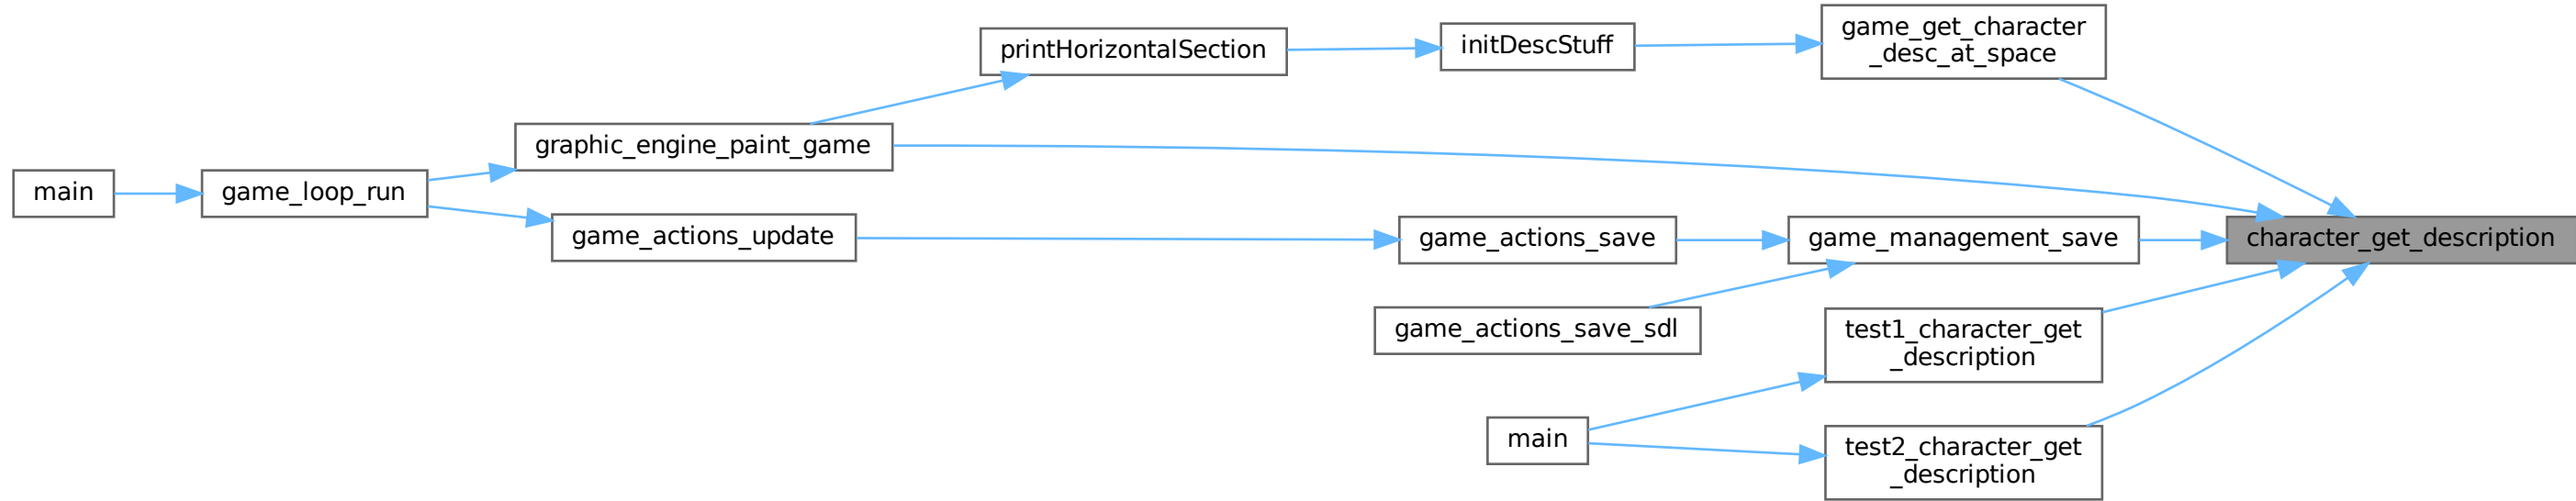 game_get_character
_desc_at_space
initDescStuff
printHorizontalSection
graphic_engine_paint_game
main
game_loop_run
game_actions_update
game_actions_save
game_management_save
character_get_description
game_actions_save_sdl
test1_character_get
_description
main
test2_character_get
_description